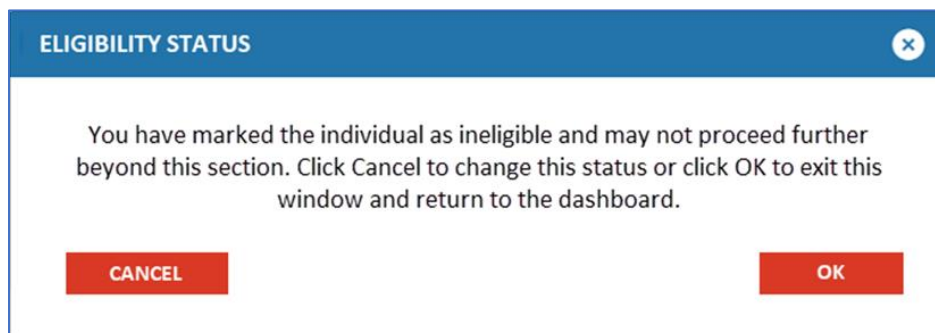 ELIGIBILITY STATUS
You have marked the individual as ineligible and may not proceed further
beyond this section. Click Cancel to change this status or click OK to exit this
window and return to the dashboard.
CANCEL
OK